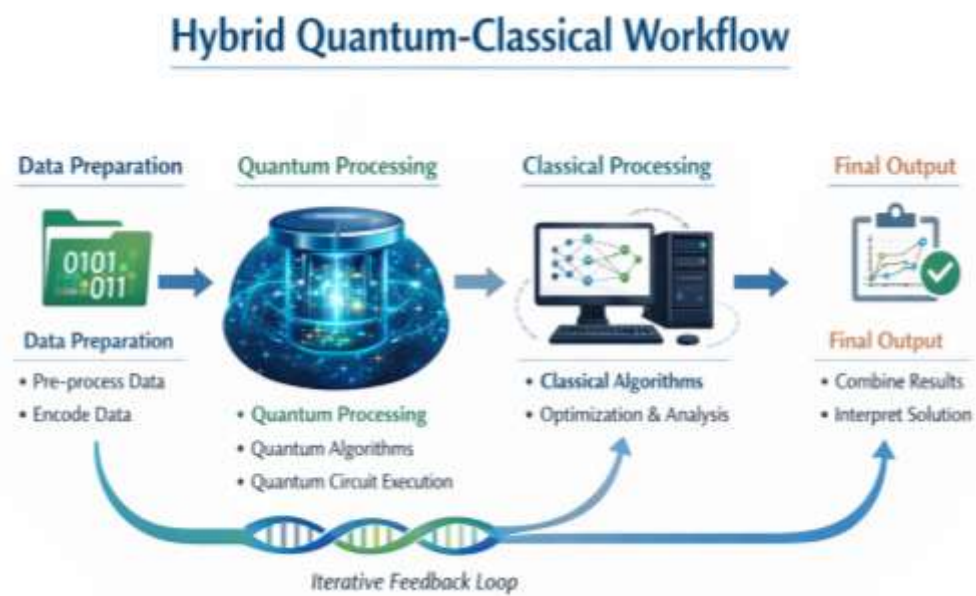 Hybrid Quantum-Classical Workflow
Data Preparation
Quantum Processing
Classical Processing
Final Output
0101
011
Data Preparation
• Pre-process Data
• Encode Data
• Quantum Processing
• Quantum Algorithms
• Quantum Circuit Execution
• Classical Algorithms
• Optimization & Analysis
Final Output
• Combine Results
• Interpret Solution
Iterative Feedback Loop